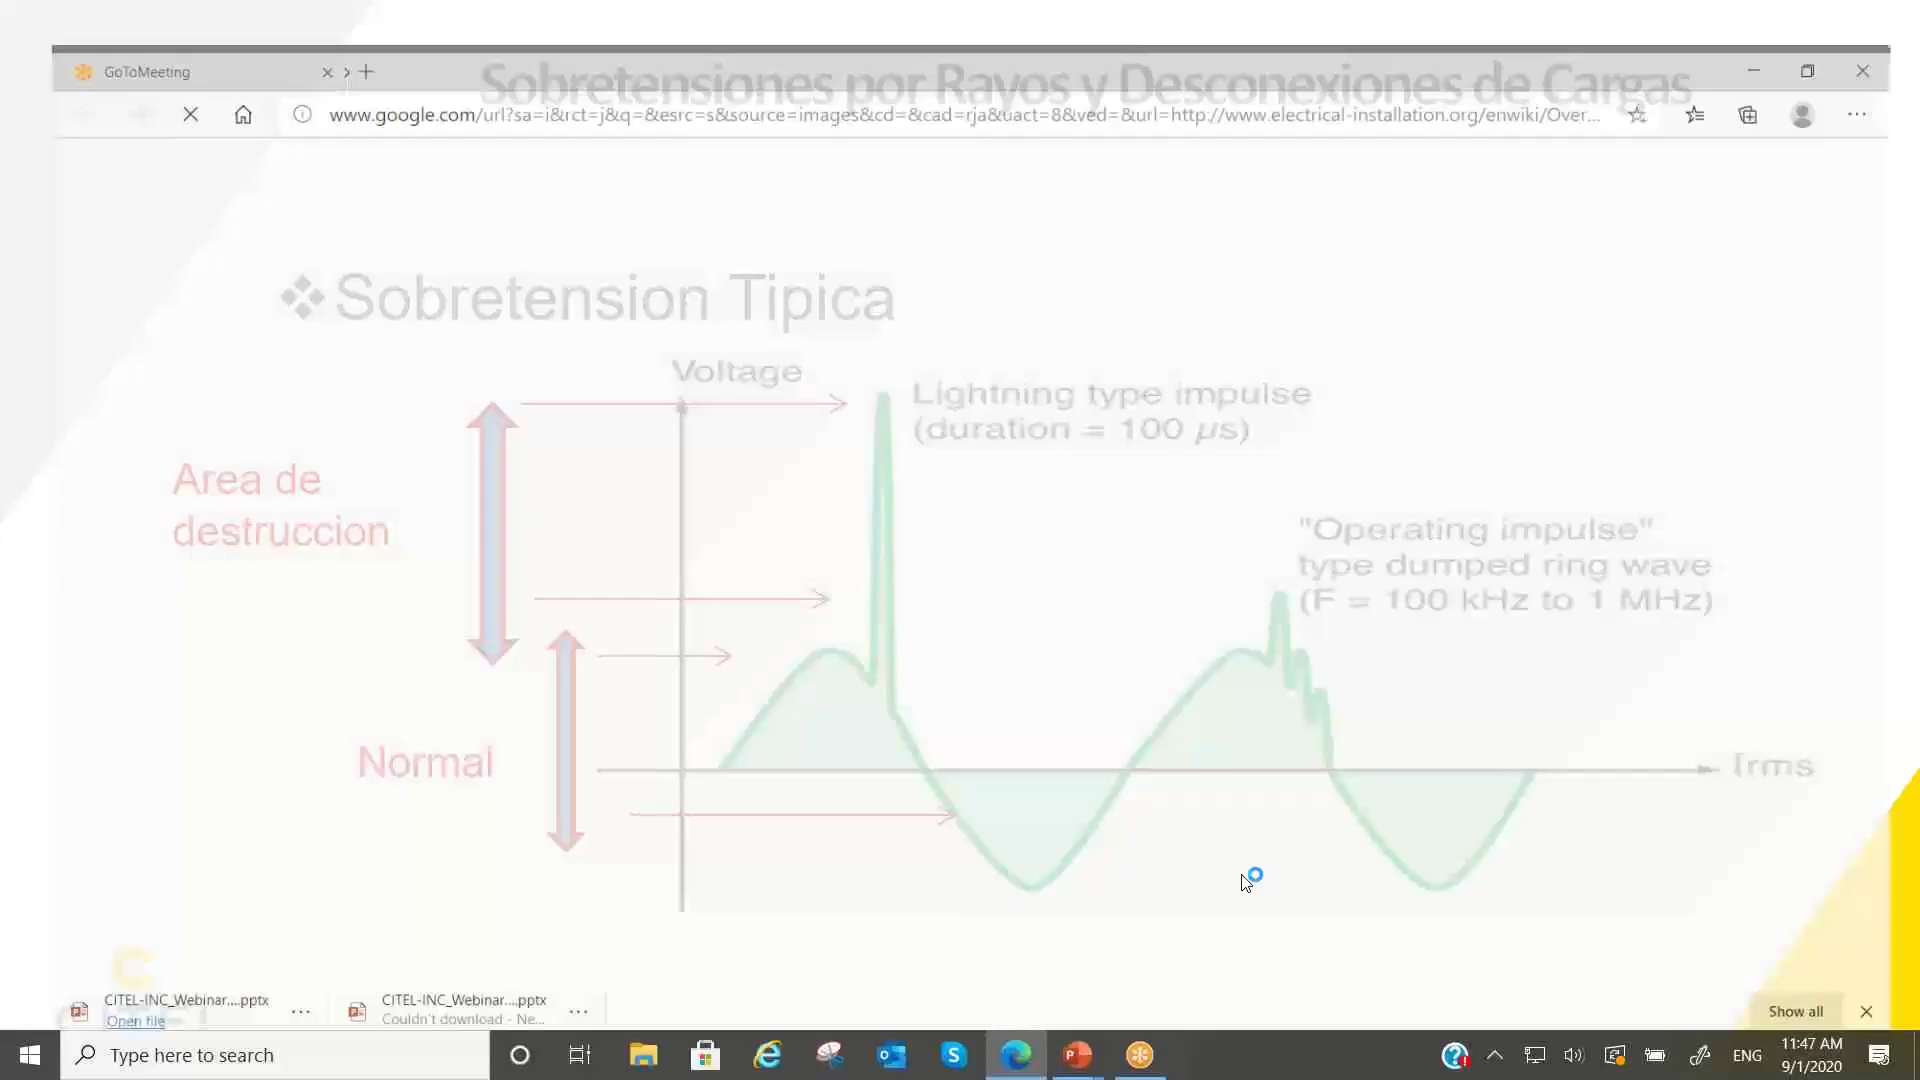 GoToMeeting
Sobretensiones por Rayos y Desconexiones de Cargas
www.google.com/url?sa=i&rct=j&q=&esrc=s&source=images&cd=&cad=rja&uact=8&ved=&url=http://www.electrical-installation.org/enwiki/Over...
Sobretension Tipica
Voltage
Lightning type impulse
(duration = 100 µs)
Area de
destruccion
"Operating impulse"
type dumped ring wave
(F = 100 kHz to 1 MHz)
Normal
Irms
CITEL-INC_Webinar....pptx
Open file
CITEL-INC_Webinar....pptx
Couldn't download - Ne...
Show all
Type here to search
ENG
11:47 AM
9/1/2020